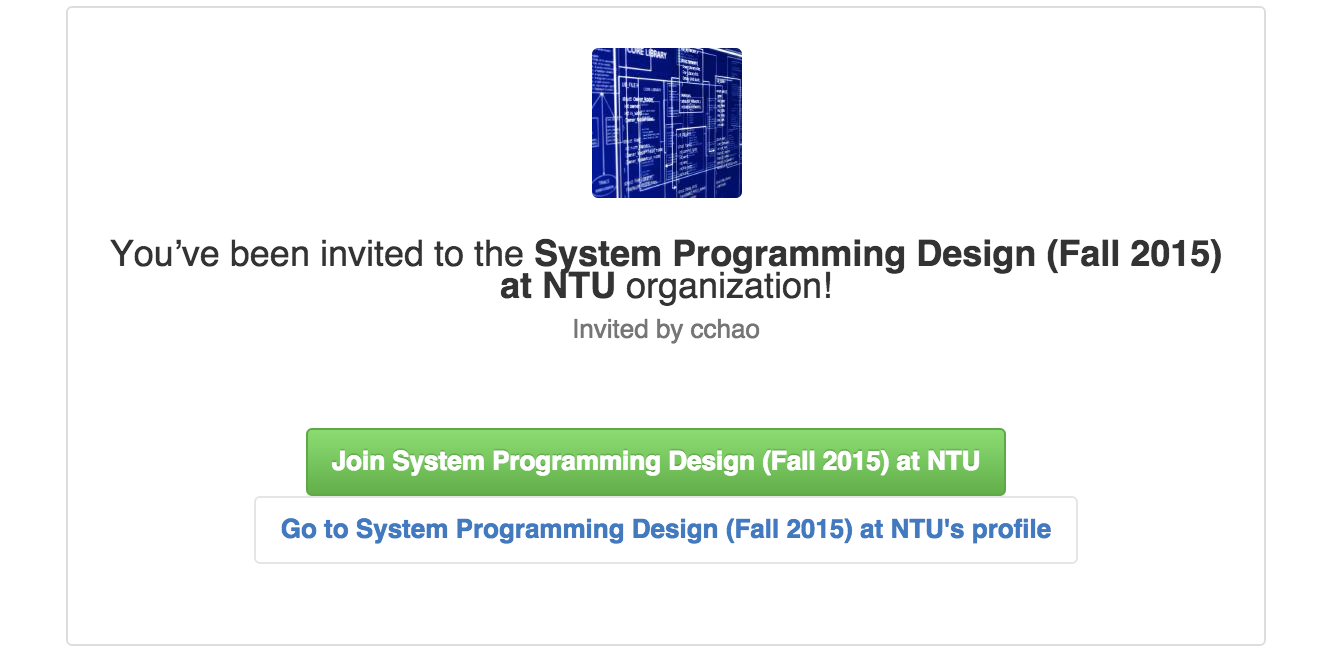 CORE LIBRARY
You’ve been invited to the System Programming Design (Fall 2015)
at NTU organization!
Invited by cchao
Join System Programming Design (Fall 2015) at NTU
Go to System Programming Design (Fall 2015) at NTU's profile